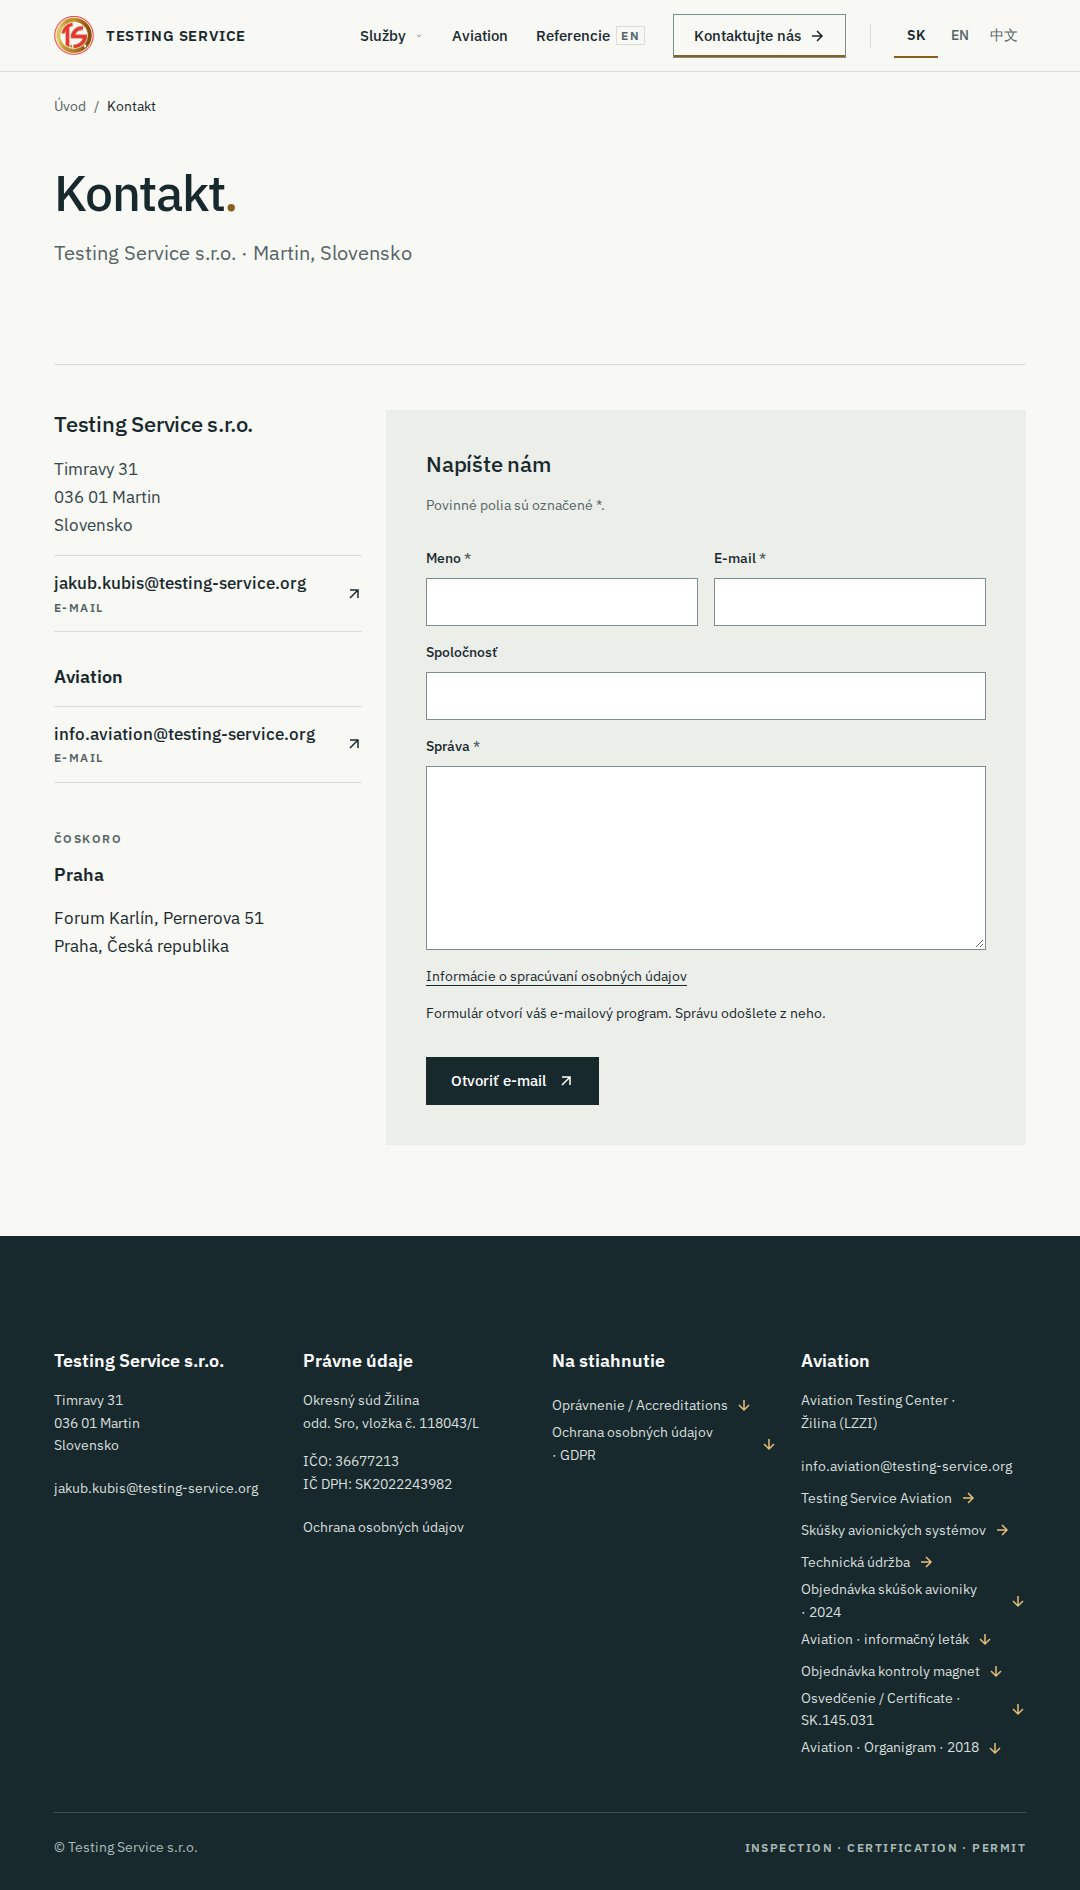 TESTING SERVICE
Služby
Aviation
Referencie EN
Kontaktujte nás →
SK
EN
中文
Úvod / Kontakt
Kontakt.
Testing Service s.r.o. · Martin, Slovensko
Testing Service s.r.o.
Timravy 31
036 01 Martin
Slovensko
jakub.kubis@testing-service.org
E-MAIL
Aviation
info.aviation@testing-service.org
E-MAIL
ČOSKORO
Praha
Forum Karlín, Pernerova 51
Praha, Česká republika
Napíšte nám
Povinné polia sú označené *.
Meno *
E-mail *
Spoločnosť
Správa *
Informácie o spracúvaní osobných údajov
Formulár otvorí váš e-mailový program. Správu odošlete z neho.
Otvoriť e-mail
Testing Service s.r.o.
Timravy 31
036 01 Martin
Slovensko
jakub.kubis@testing-service.org
Právne údaje
Okresný súd Žilina
odd. Sro, vložka č. 118043/L
IČO: 36677213
IČ DPH: SK2022243982
Ochrana osobných údajov
Na stiahnutie
Oprávnenie / Accreditations
Ochrana osobných údajov
· GDPR
Aviation
Aviation Testing Center ·
Žilina (LZZI)
info.aviation@testing-service.org
Testing Service Aviation
Skúšky avionických systémov
Technická údržba
Objednávka skúšok avioniky
· 2024
Aviation · informačný leták
Objednávka kontroly magnet
Osvedčenie / Certificate ·
SK.145.031
Aviation · Organigram · 2018
© Testing Service s.r.o.
INSPECTION · CERTIFICATION · PERMIT